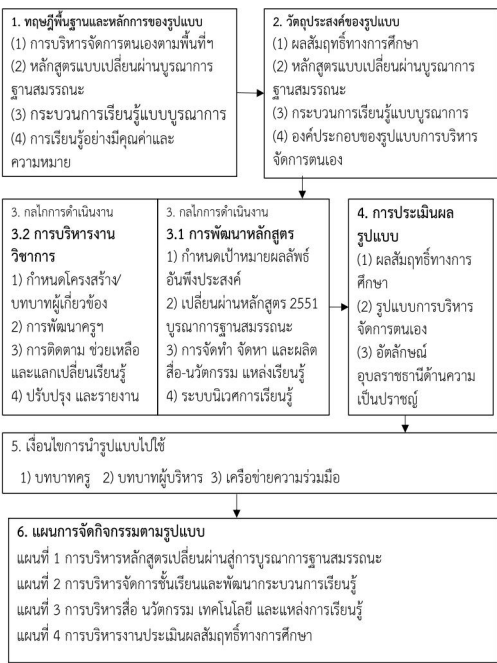 1. ทฤษฎีพื้นฐานและหลักการของรูปแบบ
(1) การบริหารจัดการตนเองตามพื้นที่ฯ
(2) หลักสูตรแบบเปลี่ยนผ่านบูรณาการ
ฐานสมรรถนะ
(3) กระบวนการเรียนรู้แบบบูรณาการ
(4) การเรียนรู้อย่างมีคุณค่าและ
ความหมาย
2. วัตถุประสงค์ของรูปแบบ
(1) ผลสัมฤทธิ์ทางการศึกษา
(2) หลักสูตรแบบเปลี่ยนผ่านบูรณาการ
ฐานสมรรถนะ
(3) กระบวนการเรียนรู้แบบบูรณาการ
(4) องค์ประกอบของรูปแบบการบริหาร
จัดการตนเอง
3. กลไกการดำเนินงาน
3.2 การบริหารงาน
วิชาการ
1) กำหนดโครงสร้าง/
บทบาทผู้เกี่ยวข้อง
2) การพัฒนาครูฯ
3) การติดตาม ช่วยเหลือ
และแลกเปลี่ยนเรียนรู้
4) ปรับปรุง และรายงาน
3. กลไกการดำเนินงาน
3.1 การพัฒนาหลักสูตร
1) กำหนดเป้าหมายผลลัพธ์
อันพึงประสงค์
2) เปลี่ยนผ่านหลักสูตร 2551
บูรณาการฐานสมรรถนะ
3) การจัดทำ จัดหา และผลิต
สื่อ-นวัตกรรม แหล่งเรียนรู้
4) ระบบนิเวศการเรียนรู้
4. การประเมินผล
รูปแบบ
(1) ผลสัมฤทธิ์ทางการ
ศึกษา
(2) รูปแบบการบริหาร
จัดการตนเอง
(3) อัตลักษณ์
อุบลราชธานีด้านความ
เป็นปราชญ์
5. เงื่อนไขการนำรูปแบบไปใช้
1) บทบาทครู 2) บทบาทผู้บริหาร 3) เครือข่ายความร่วมมือ
6. แผนการจัดกิจกรรมตามรูปแบบ
แผนที่ 1 การบริหารหลักสูตรเปลี่ยนผ่านสู่การบูรณาการฐานสมรรถนะ
แผนที่ 2 การบริหารจัดการชั้นเรียนและพัฒนากระบวนการเรียนรู้
แผนที่ 3 การบริหารสื่อ นวัตกรรม เทคโนโลยี และแหล่งการเรียนรู้
แผนที่ 4 การบริหารงานประเมินผลสัมฤทธิ์ทางการศึกษา